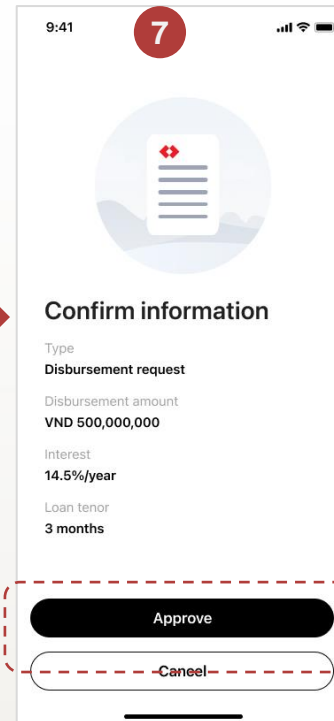 9:41
7
Confirm information
Type
Disbursement request
Disbursement amount
VND 500,000,000
Interest
14.5%/year
Loan tenor
3 months
Approve
Cancel